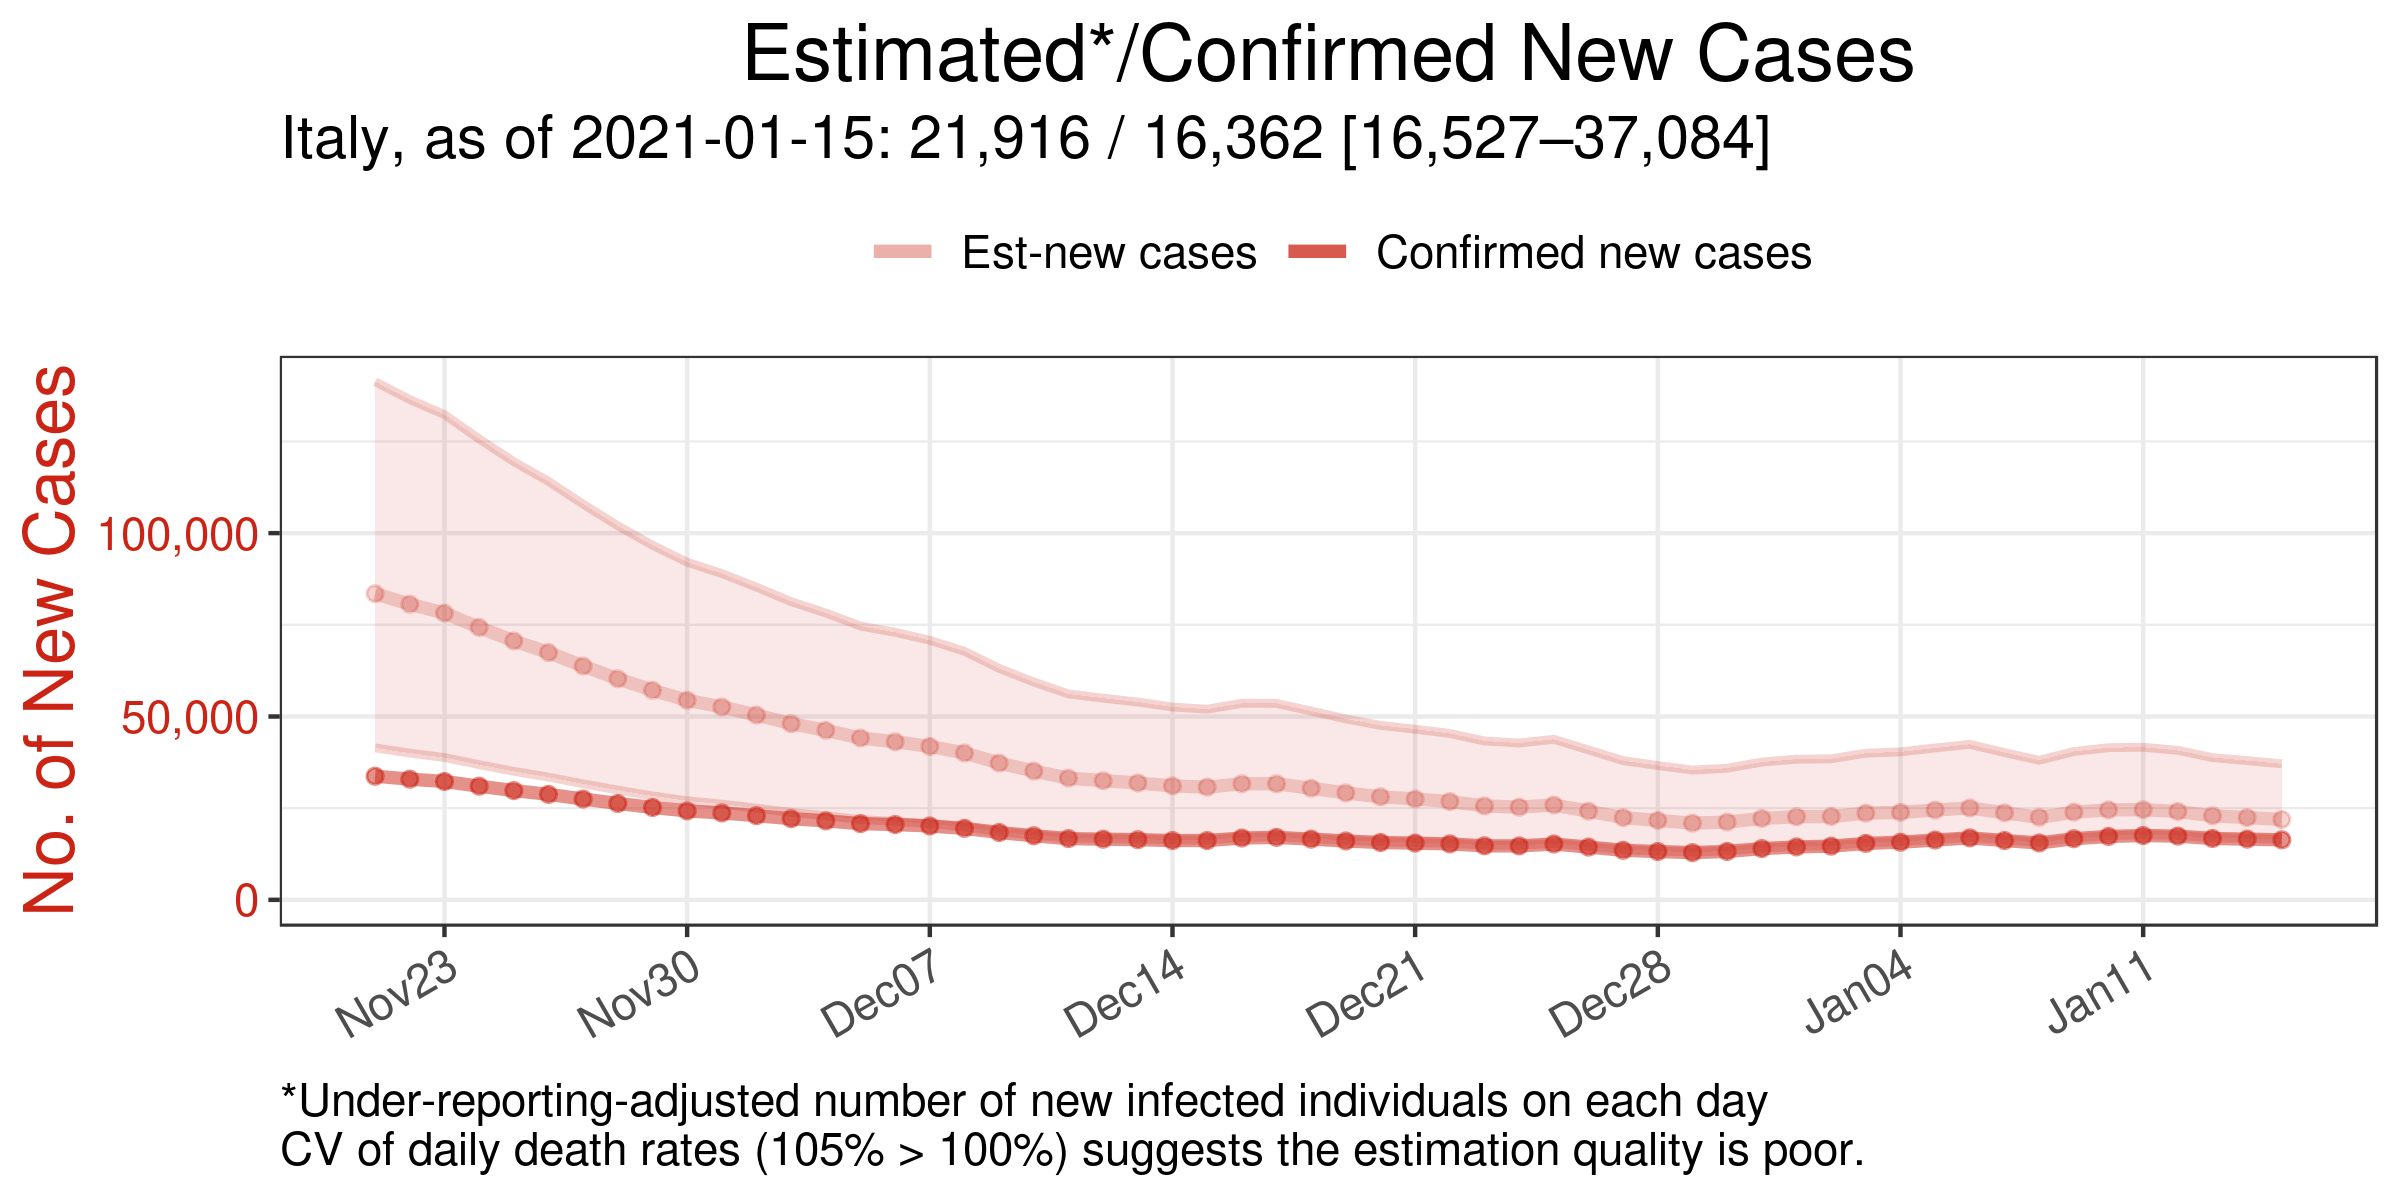 Estimated*/Confirmed New Cases
Italy, as of 2021-01-15: 21,916 / 16,362 [16,527–37,084]
Est-new cases
Confirmed new cases
No. of New Cases
100,000
50,000
0
Nov23
Nov30
Dec07
Dec14
Dec21
Dec28
Jan04
Jan11
*Under-reporting-adjusted number of new infected individuals on each day
CV of daily death rates (105% > 100%) suggests the estimation quality is poor.